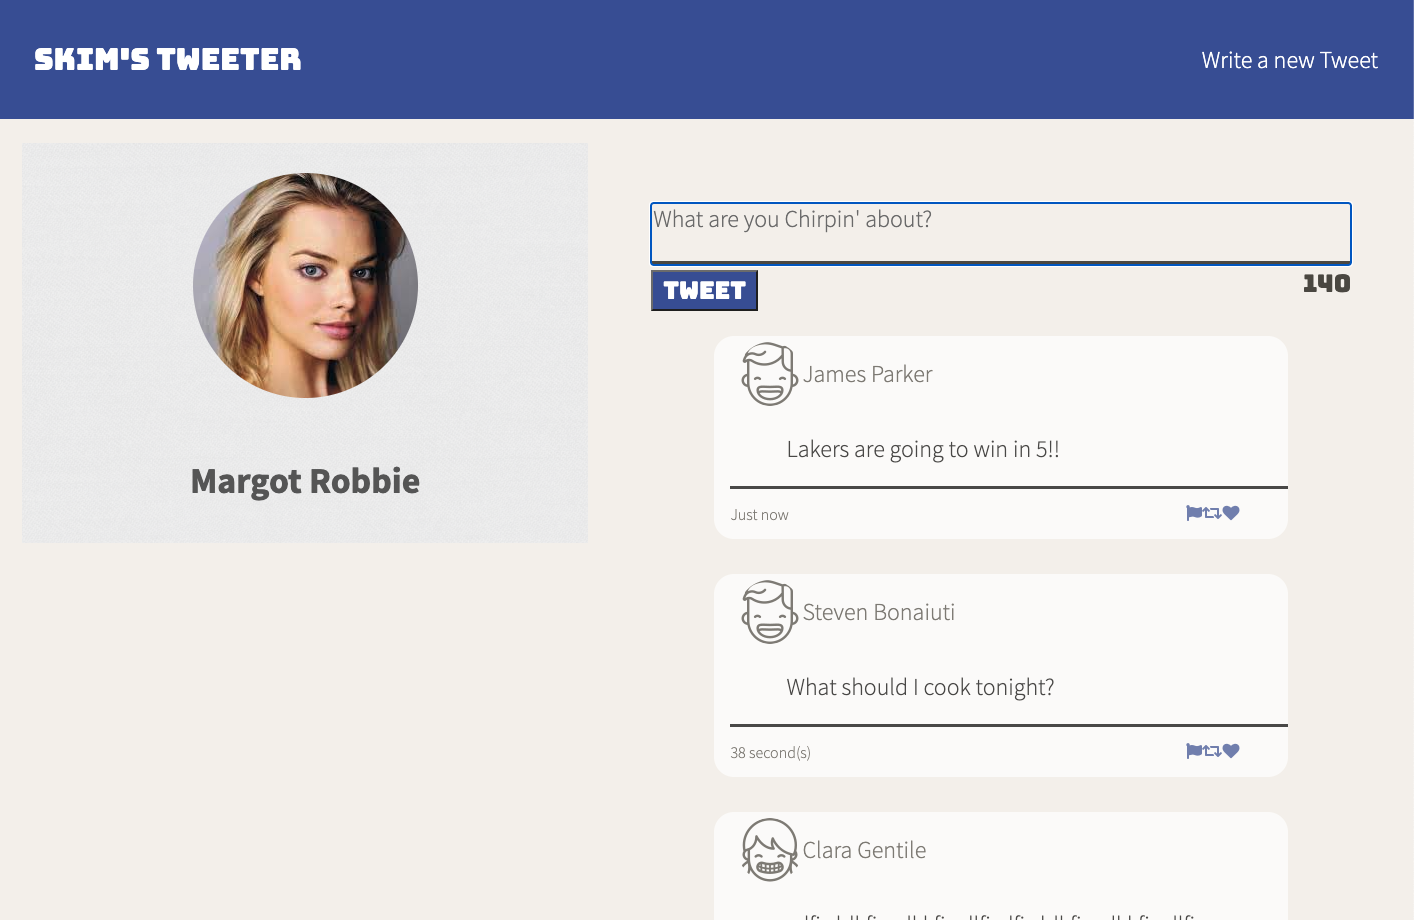 SKIM'S TWEETER
Write a new Tweet
Margot Robbie
What are you Chirpin' about?
TWEET
140
James Parker
Lakers are going to win in 5!!
Just now
Steven Bonaiuti
What should I cook tonight?
38 second(s)
Clara Gentile